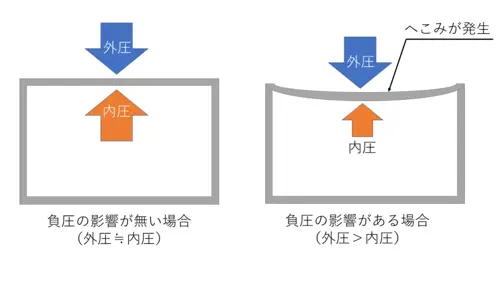 へこみが発生
外圧
外圧
内圧
内圧
負圧の影響が無い場合
（外圧≒内圧）
負圧の影響がある場合
（外圧＞内圧）